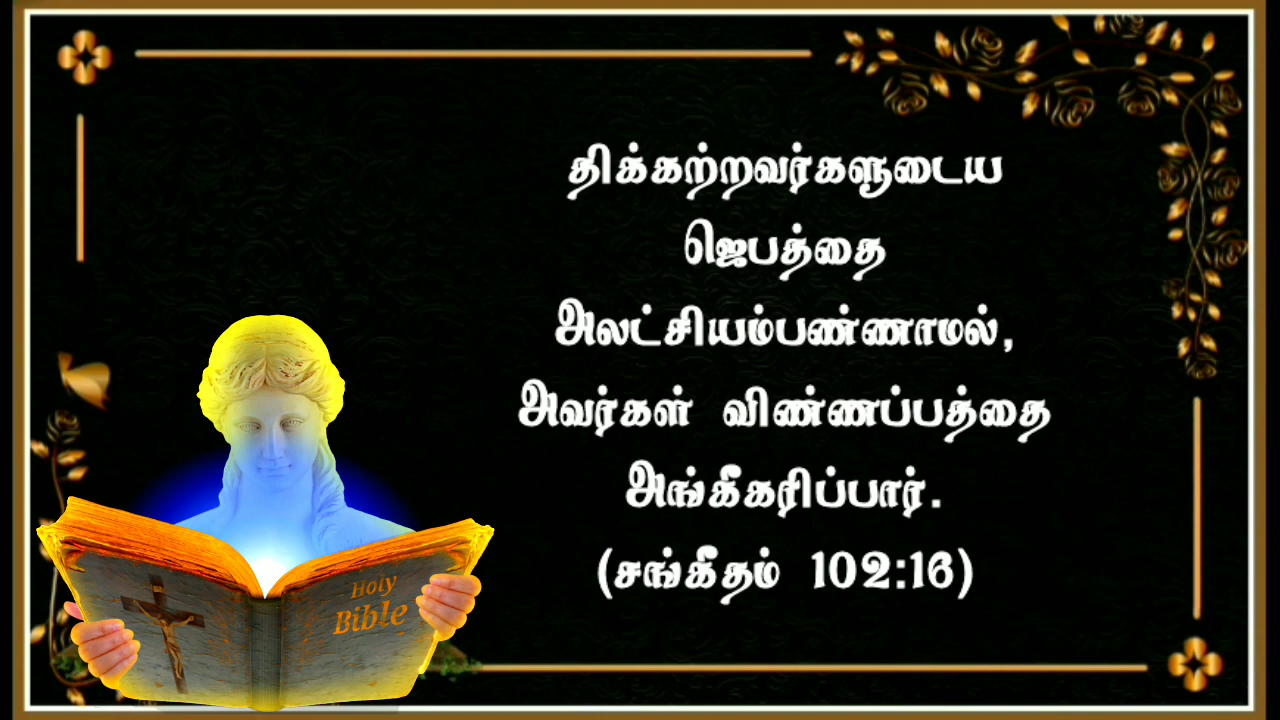 திக்கற்றவர்களுடைய
ஜெபத்தை
அலட்சியம்பண்ணாமல்,
அவர்கள் விண்ணப்பத்தை
அங்கீகரிப்பார்.
(சங்கீதம் 102:16)
Holy
Bible